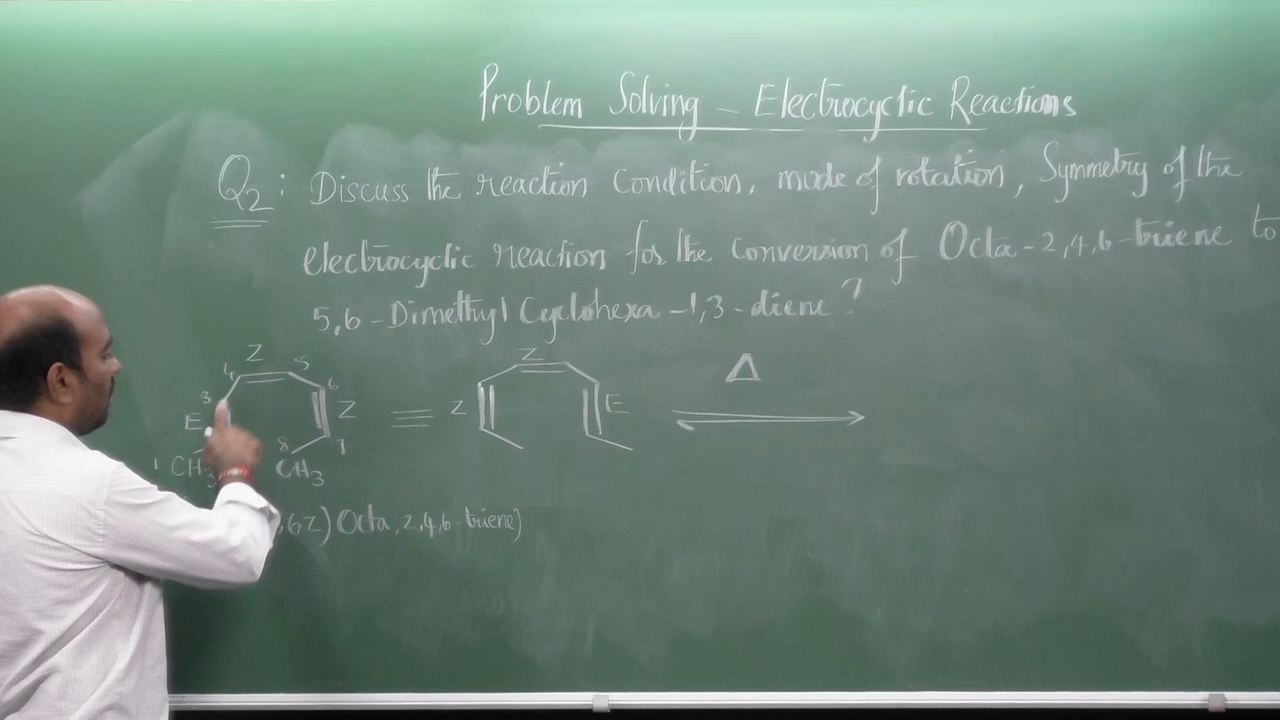 Problem Solving - Electrocyclic Reactions
Q2 : Discuss the reaction Condition, mode of rotation, Symmetry of the
electrocyclic reaction for the conversion of Octa-2,4,6-triene to
5,6-Dimethyl Cyclohexa-1,3-diene?
Z
4
5
3
6
E
Z
1 CH3
8
7
CH3
≡
Z
Z
E
Δ
,6Z) Octa,2,4,6-triene)